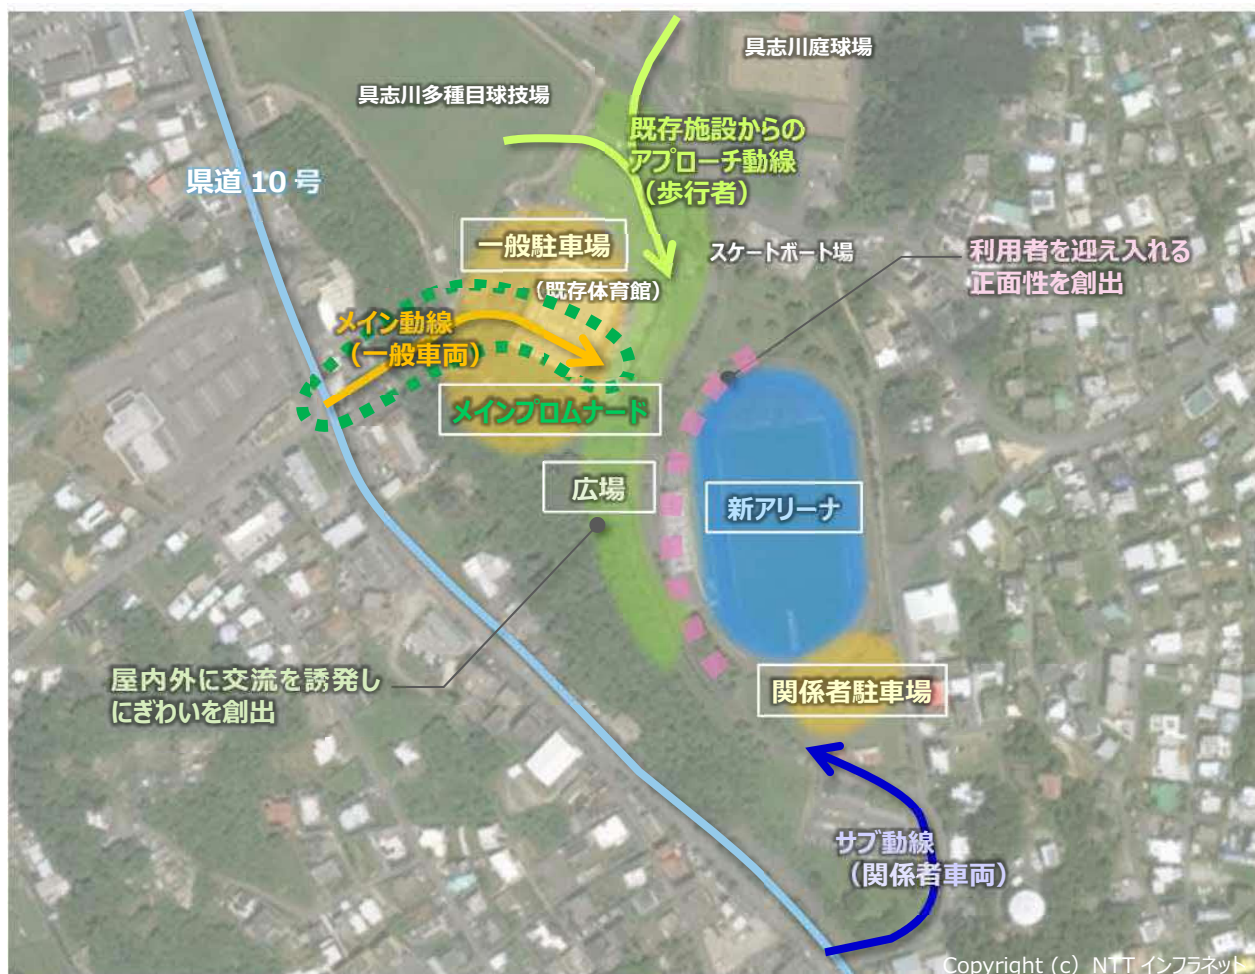 具志川庭球場
具志川多種目球技場
既存施設からの
アプローチ動線
（歩行者）
県道 10 号
一般駐車場
（既存体育館）
スケートボート場
利用者を迎え入れる
正面性を創出
メイン動線
（一般車両）
メインプロムナード
広場
新アリーナ
屋内外に交流を誘発し
にぎわいを創出
関係者駐車場
サブ動線
（関係者車両）
Copyright (c) NTT インフラネット